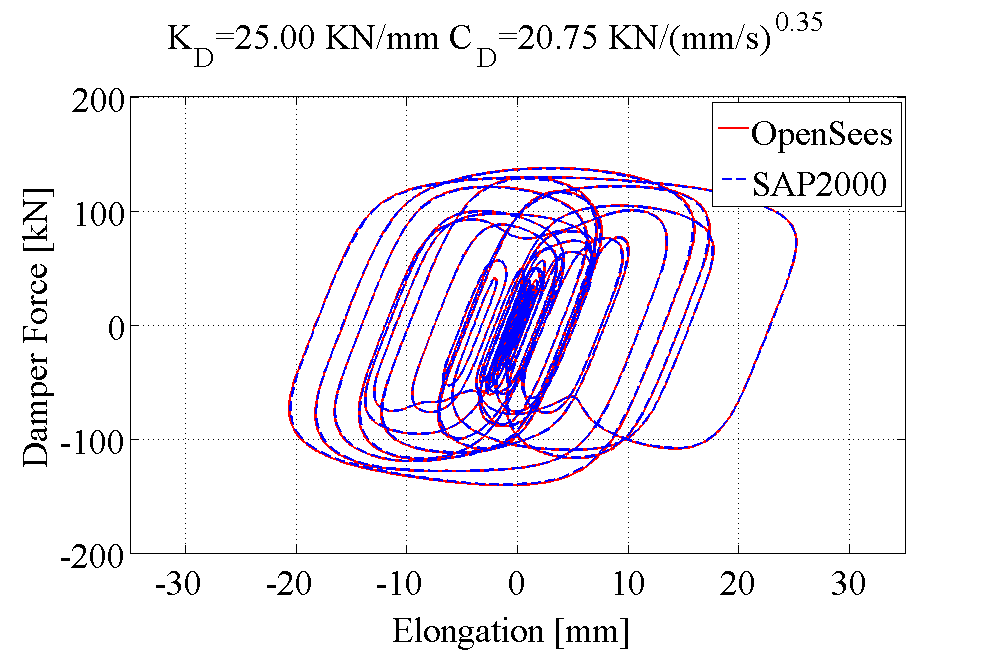 K_D=25.00 KN/mm C_D=20.75 KN/(mm/s)^0.35
200
100
0
-100
-200
Damper Force [kN]
OpenSees
SAP2000
-30 -20 -10 0 10 20 30
Elongation [mm]